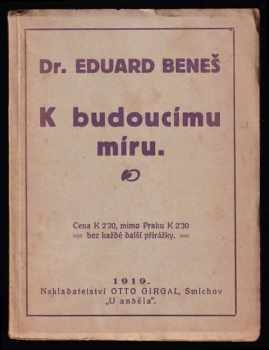 Dr. EDUARD BENEŠ
K budoucímu
míru.
Cena K 2'20, mimo Prahu K 2'30
bez každé další přirážky.
1919.
Nakladatelství OTTO GIRGAL, Smíchov
„U anděla“.